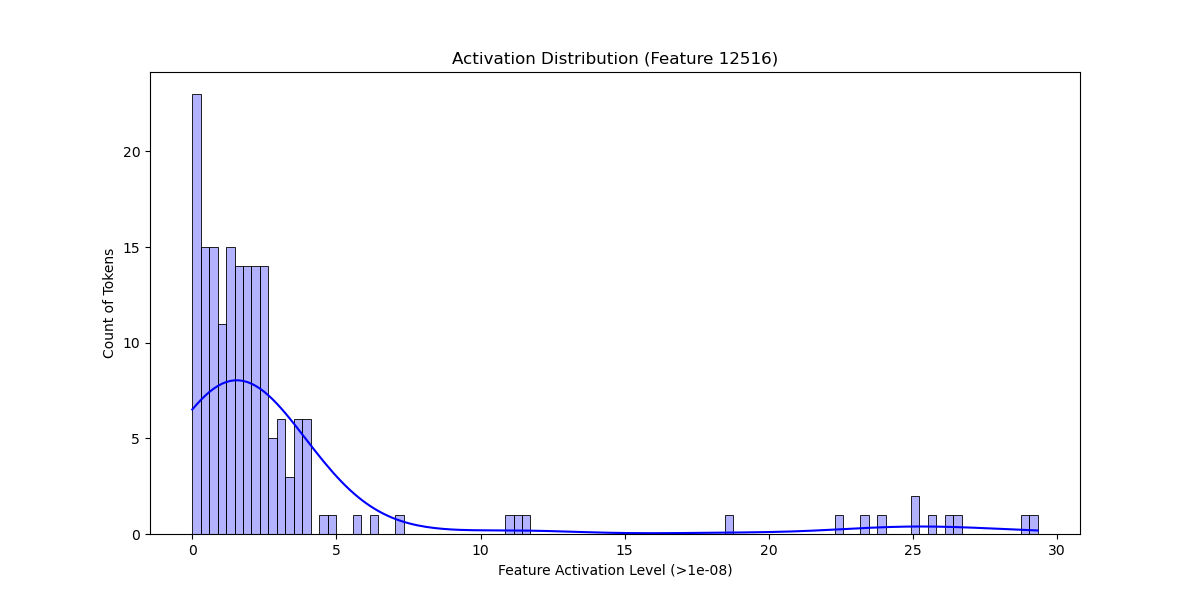 Activation Distribution (Feature 12516)
Count of Tokens
20
15
10
5
0
0 5 10 15 20 25 30
Feature Activation Level (>1e-08)